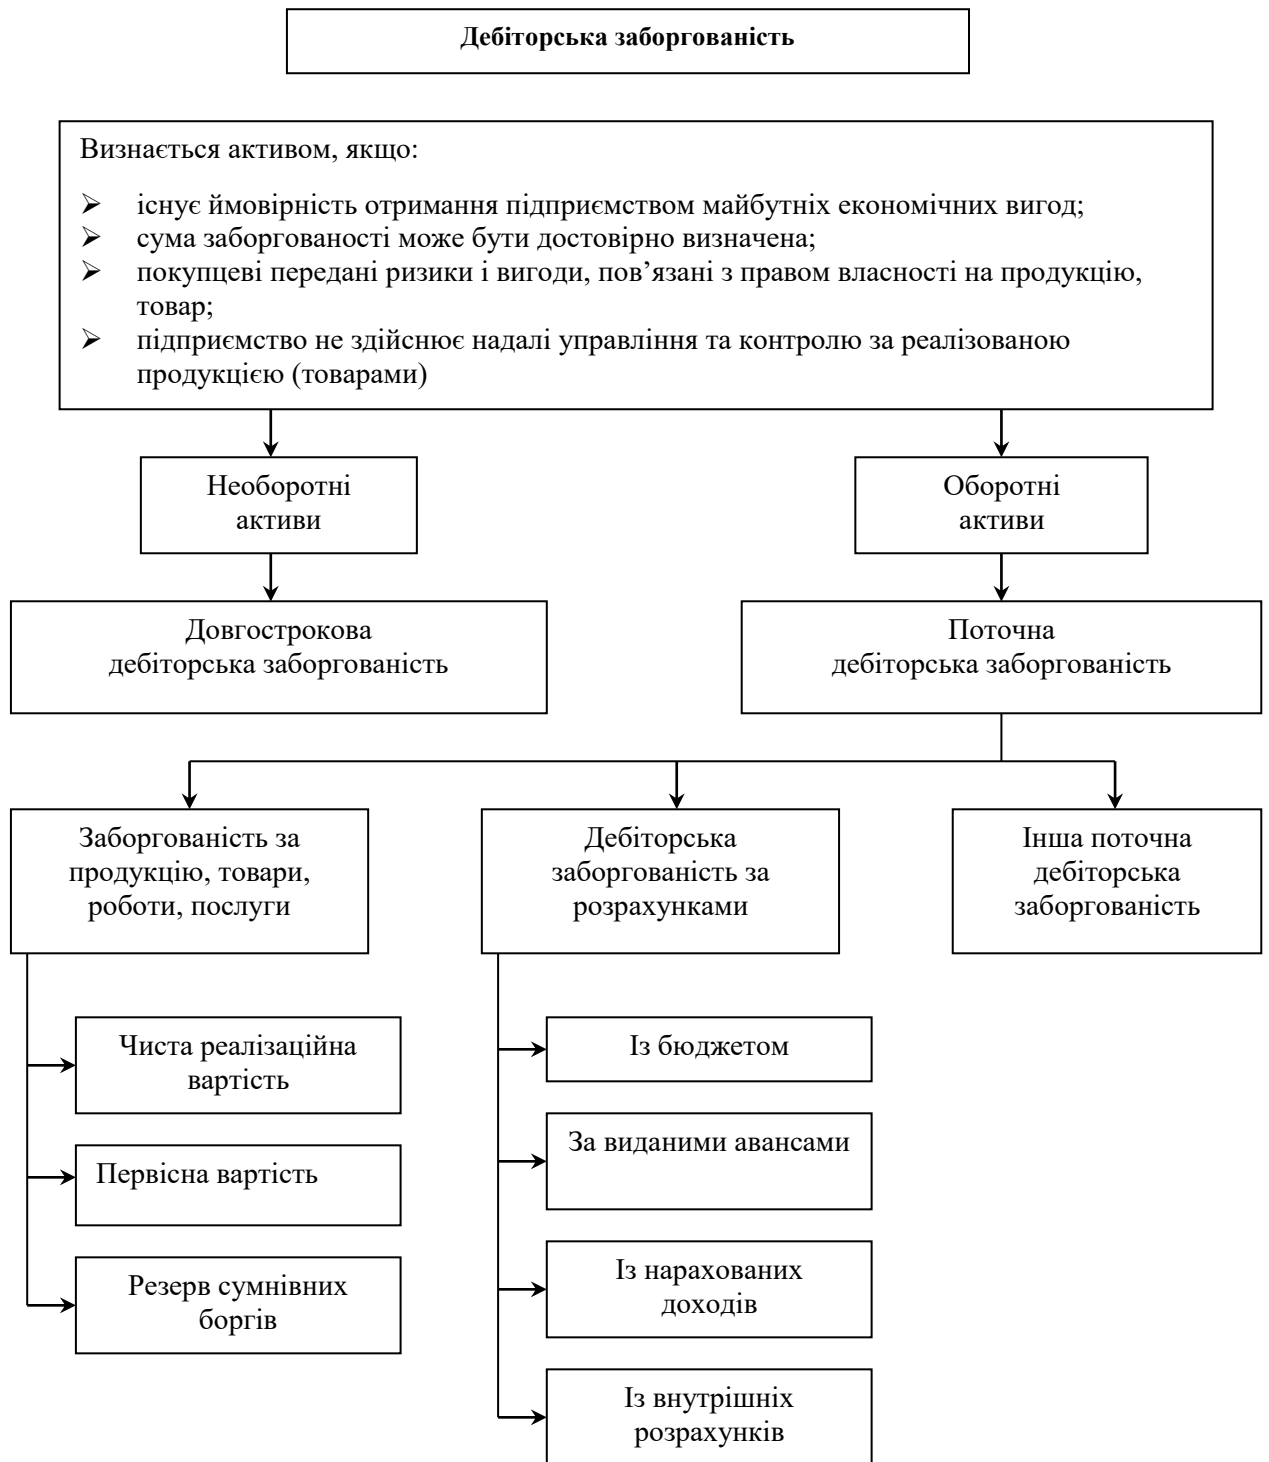 Дебіторська заборгованість
Визнається активом, якщо:
➢ існує ймовірність отримання підприємством майбутніх економічних вигод;
➢ сума заборгованості може бути достовірно визначена;
➢ покупцеві передані ризики і вигоди, пов’язані з правом власності на продукцію,
товар;
➢ підприємство не здійснює надалі управління та контролю за реалізованою
продукцією (товарами)
Необоротні
активи
Оборотні
активи
Довгострокова
дебіторська заборгованість
Поточна
дебіторська заборгованість
Заборгованість за
продукцію, товари,
роботи, послуги
Дебіторська
заборгованість за
розрахунками
Інша поточна
дебіторська
заборгованість
Чиста реалізаційна
вартість
Первісна вартість
Резерв сумнівних
боргів
Із бюджетом
За виданими авансами
Із нарахованих
доходів
Із внутрішніх
розрахунків